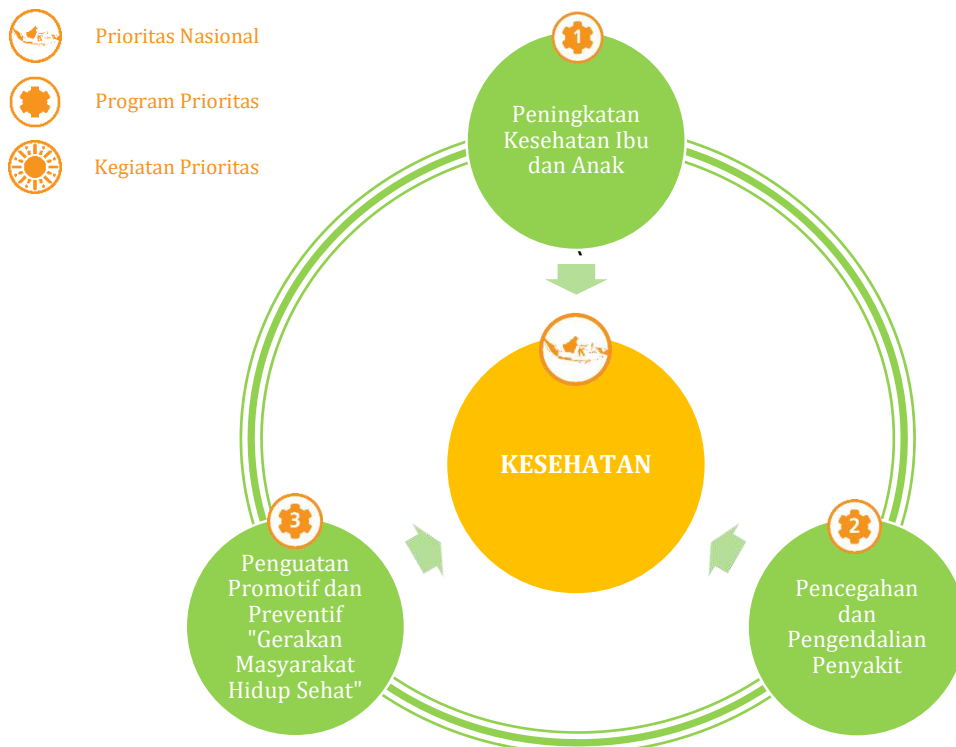 Prioritas Nasional
Program Prioritas
Kegiatan Prioritas
1
Peningkatan
Kesehatan Ibu
dan Anak
KESEHATAN
3
Penguatan
Promotif dan
Preventif
"Gerakan
Masyarakat
Hidup Sehat"
2
Pencegahan
dan
Pengendalian
Penyakit